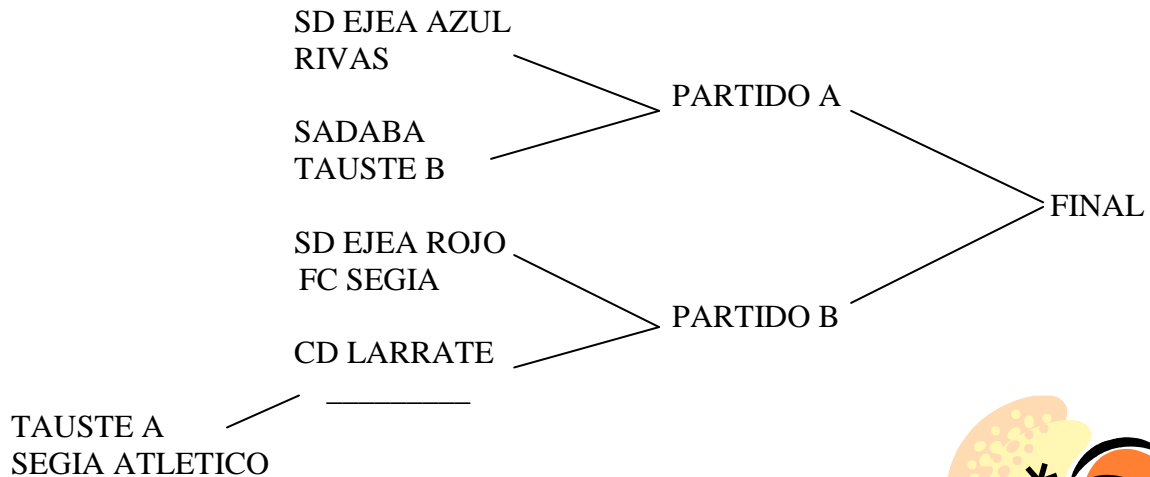 SD EJEA AZUL
RIVAS
PARTIDO A
SADABA
TAUSTE B
FINAL
SD EJEA ROJO
FC SEGIA
PARTIDO B
CD LARRATE
_________
TAUSTE A
SEGIA ATLETICO